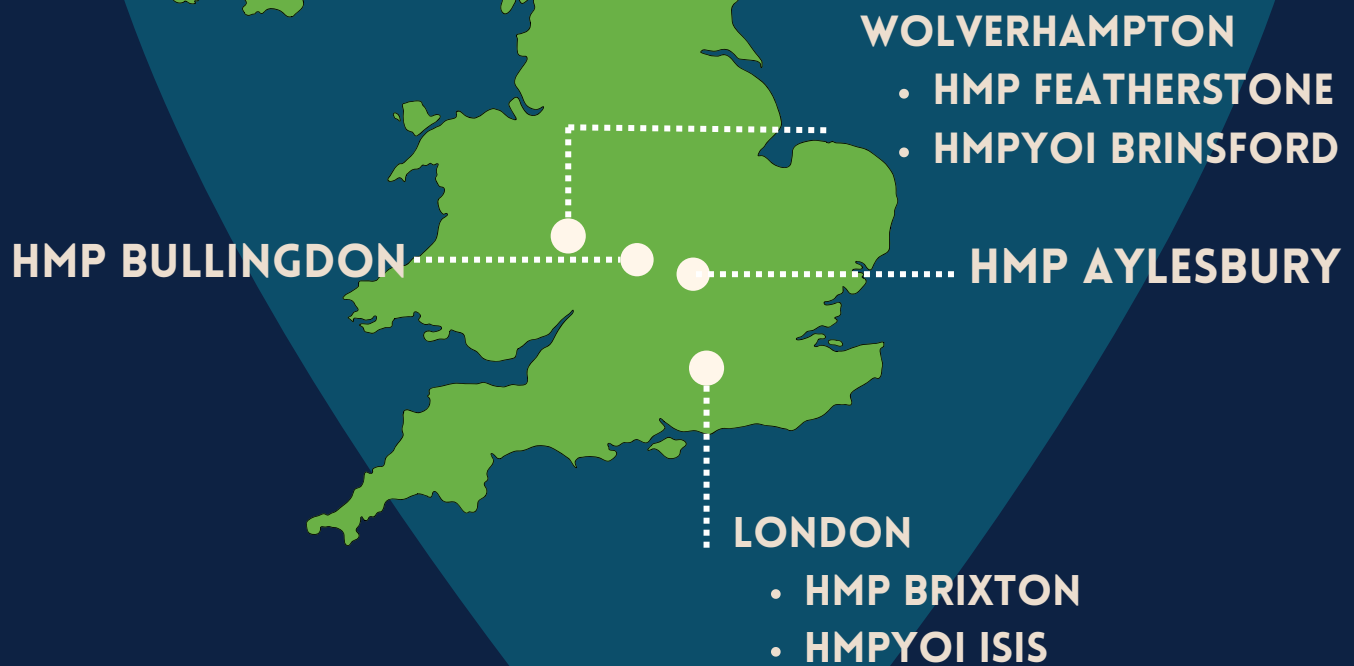 WOLVERHAMPTON
• HMP FEATHERSTONE
• HMPYOI BRINSFORD
HMP BULLINGDON
HMP AYLESBURY
LONDON
• HMP BRIXTON
• HMPYOI ISIS